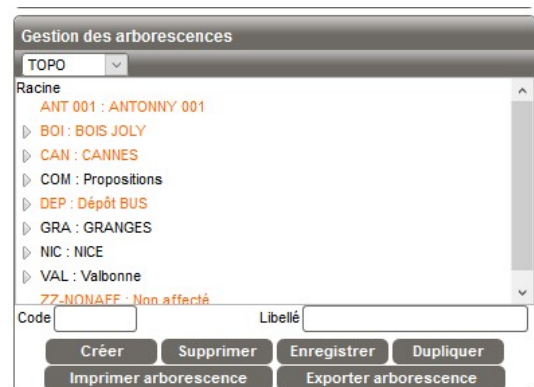 Gestion des arborescences
TOPO
Racine
ANT 001 : ANTONNY 001
BOI : BOIS JOLY
CAN : CANNES
COM : Propositions
DEP : Dépôt BUS
GRA : GRANGES
NIC : NICE
VAL : Valbonne
ZZ-NONAFF : Non affecté
Code Libellé
Créer Supprimer Enregistrer Dupliquer
Imprimer arborescence Exporter arborescence